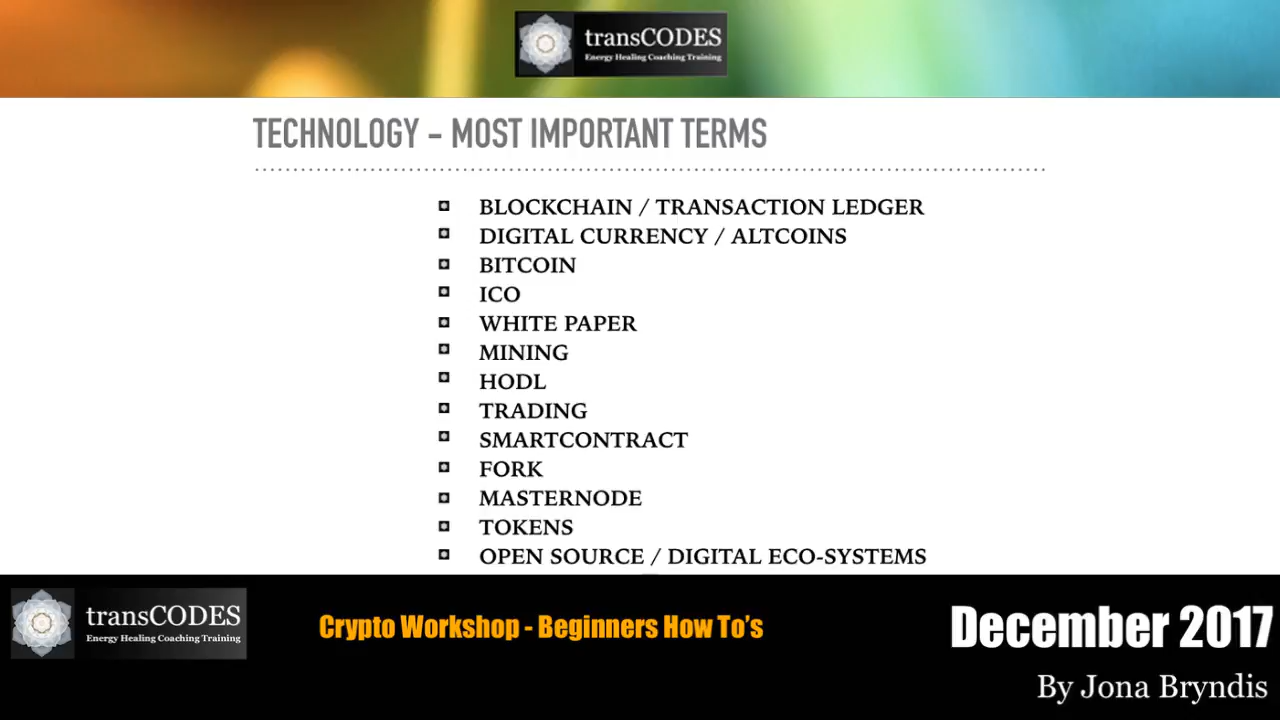 transCODES
Energy Healing Coaching Training
TECHNOLOGY - MOST IMPORTANT TERMS
BLOCKCHAIN / TRANSACTION LEDGER
DIGITAL CURRENCY / ALTCOINS
BITCOIN
ICO
WHITE PAPER
MINING
HODL
TRADING
SMARTCONTRACT
FORK
MASTERNODE
TOKENS
OPEN SOURCE / DIGITAL ECO-SYSTEMS
transCODES
Energy Healing Coaching Training
Crypto Workshop - Beginners How To's
December 2017
By Jona Bryndis